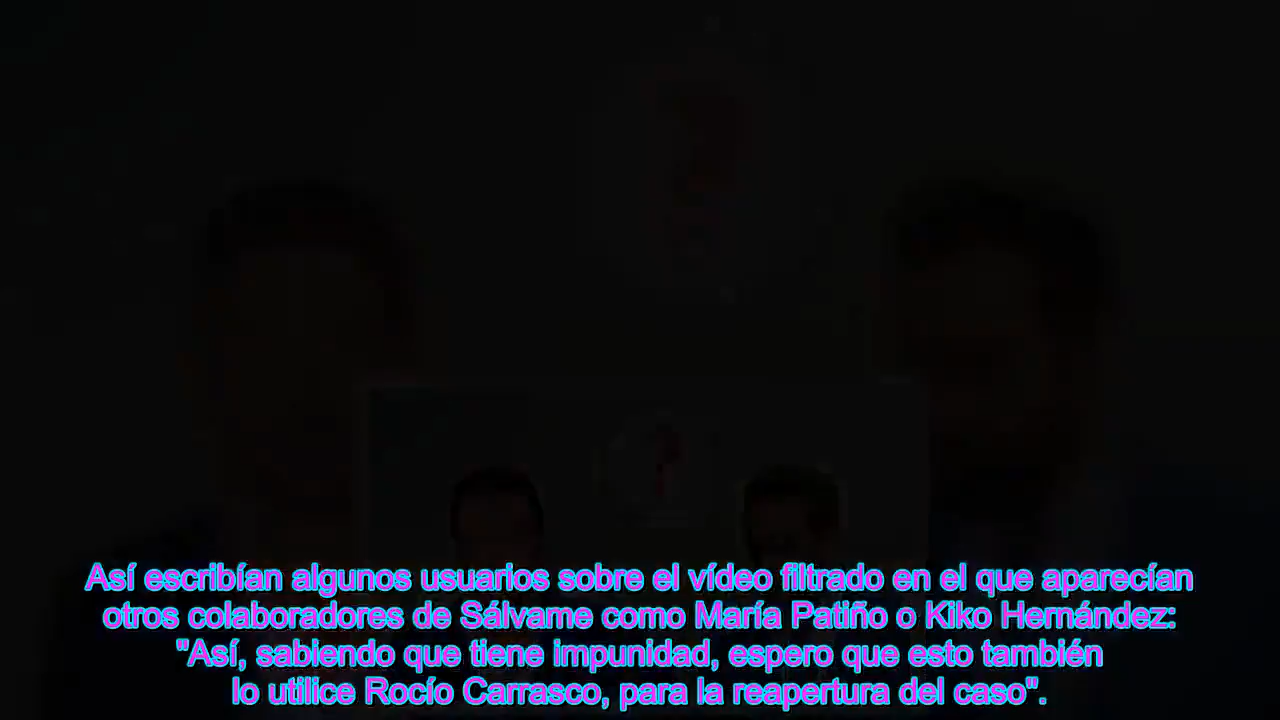 Así escribían algunos usuarios sobre el vídeo filtrado en el que aparecían
otros colaboradores de Sálvame como María Patiño o Kiko Hernández:
"Así, sabiendo que tiene impunidad, espero que esto también
lo utilice Rocío Carrasco, para la reapertura del caso".